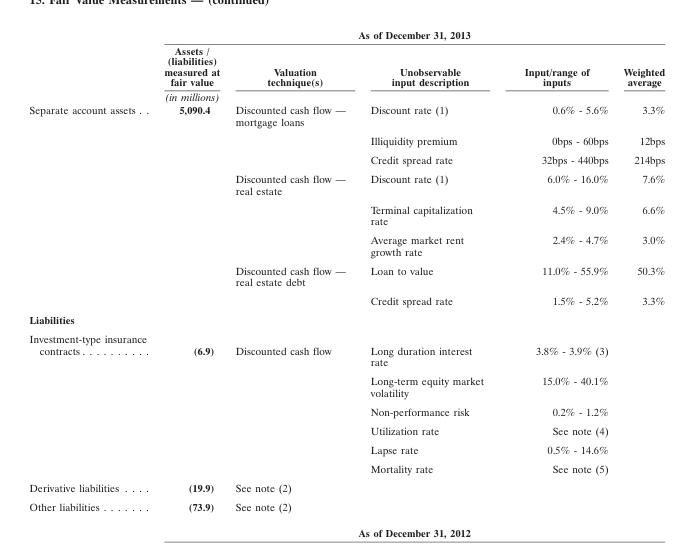 13. Fair Value Measurements — (continued)
As of December 31, 2013
Assets /
(liabilities)
measured at
fair value
Valuation
technique(s)
Unobservable
input description
Input/range of
inputs
Weighted
average
(in millions)
Separate account assets . . 5,090.4 Discounted cash flow — Discount rate (1) 0.6% - 5.6% 3.3%
mortgage loans
Illiquidity premium 0bps - 60bps 12bps
Credit spread rate 32bps - 440bps 214bps
Discounted cash flow — Discount rate (1) 6.0% - 16.0% 7.6%
real estate
Terminal capitalization 4.5% - 9.0% 6.6%
rate
Average market rent 2.4% - 4.7% 3.0%
growth rate
Discounted cash flow — Loan to value 11.0% - 55.9% 50.3%
real estate debt
Credit spread rate 1.5% - 5.2% 3.3%
Liabilities
Investment-type insurance
contracts . . . . . . . . . . (6.9) Discounted cash flow Long duration interest 3.8% - 3.9% (3)
rate
Long-term equity market 15.0% - 40.1%
volatility
Non-performance risk 0.2% - 1.2%
Utilization rate See note (4)
Lapse rate 0.5% - 14.6%
Mortality rate See note (5)
Derivative liabilities . . . . (19.9) See note (2)
Other liabilities . . . . . . . (73.9) See note (2)
As of December 31, 2012